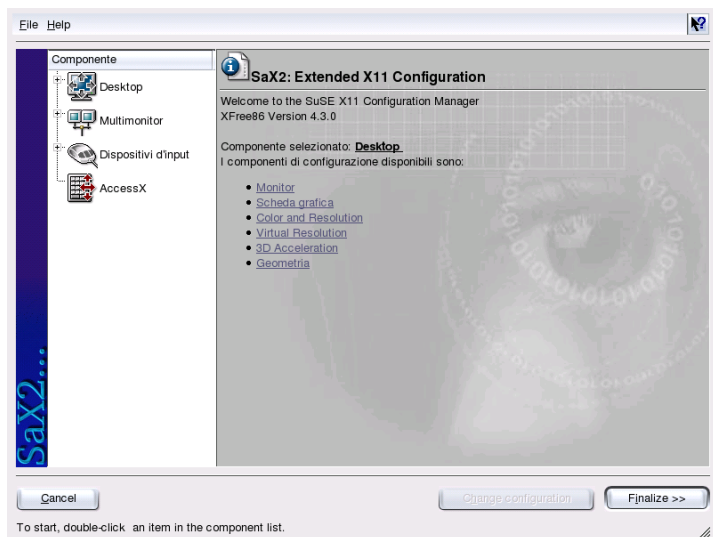 File Help
Componente
Desktop
Multimonitor
Dispositivi d'input
AccessX
SaX2...
SaX2: Extended X11 Configuration
Welcome to the SuSE X11 Configuration Manager
XFree86 Version 4.3.0
Componente selezionato: Desktop
I componenti di configurazione disponibili sono:
Monitor
Scheda grafica
Color and Resolution
Virtual Resolution
3D Acceleration
Geometria
Cancel
Change configuration
Finalize >>
To start, double-click an item in the component list.